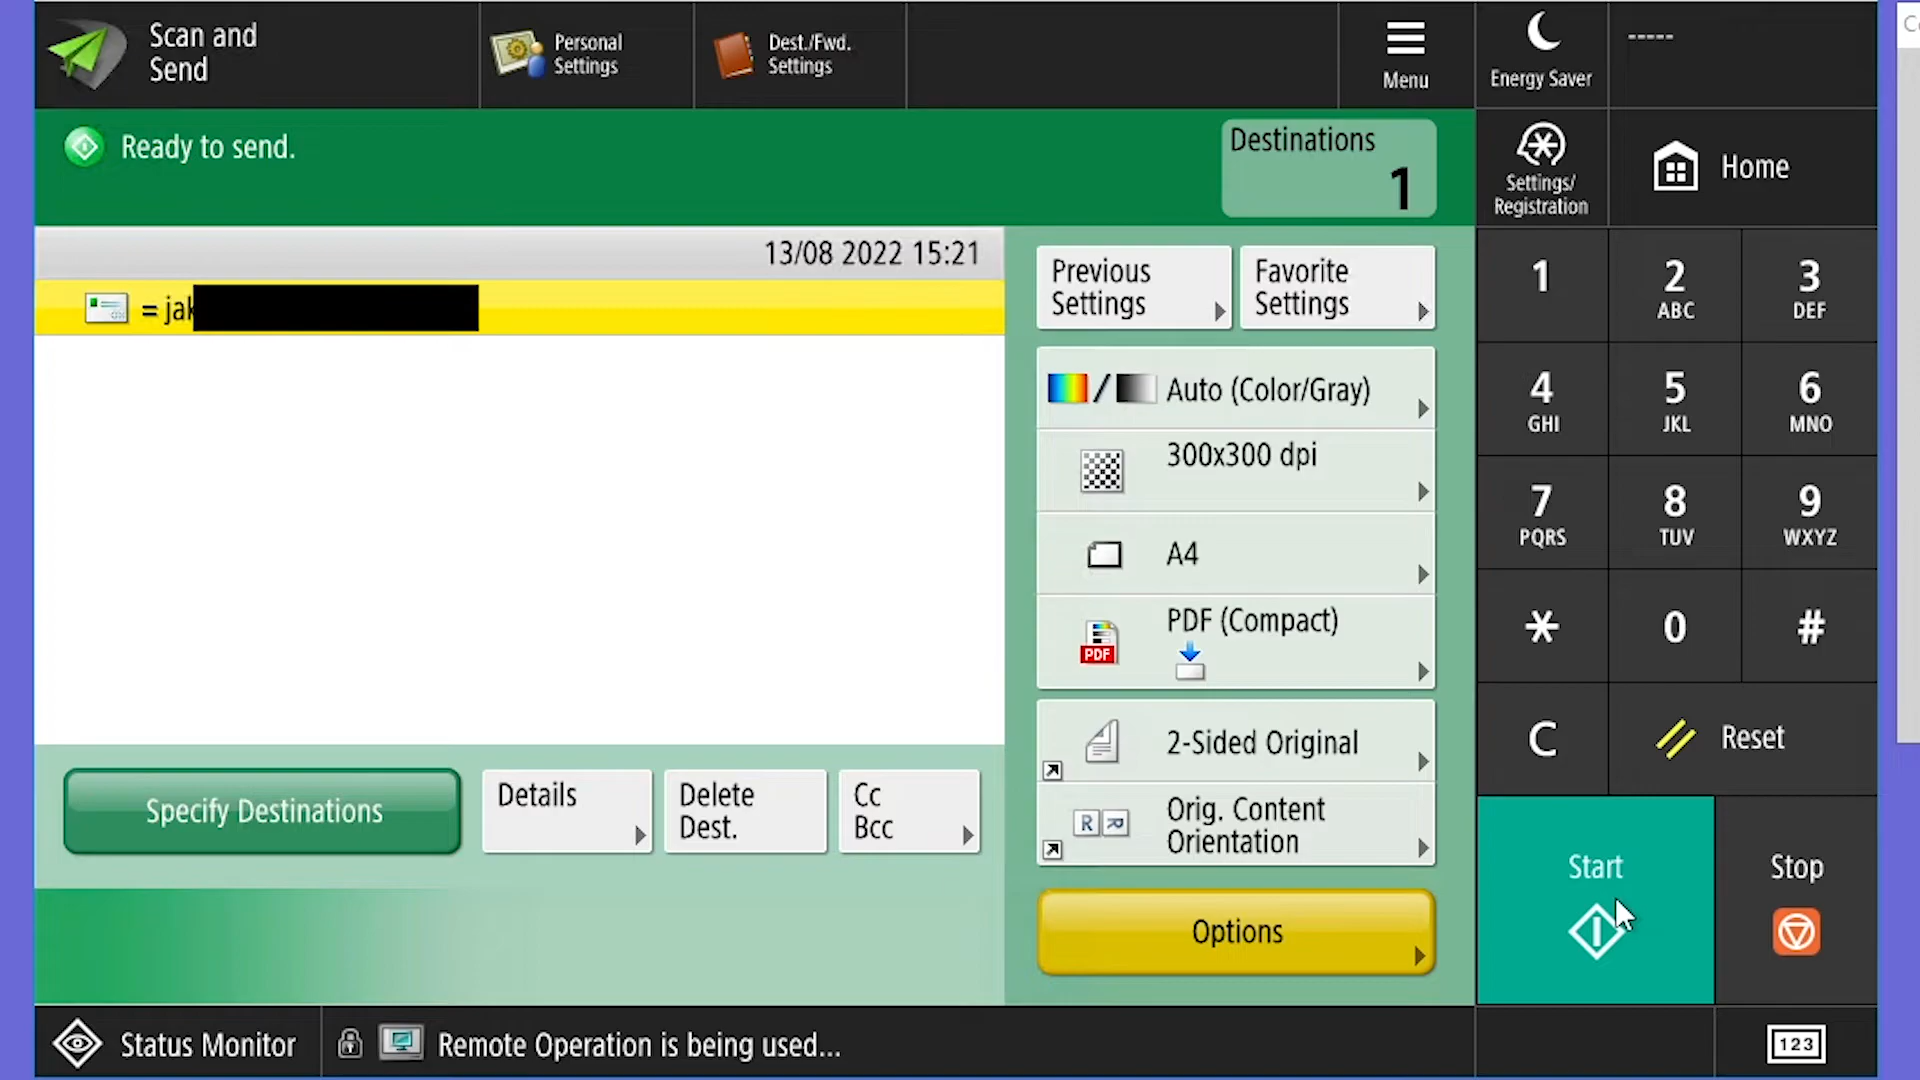 Scan and
Send
Personal
Settings
Dest./Fwd.
Settings
Menu
Energy Saver
-----
Ready to send.
Destinations
1
Settings/
Registration
Home
13/08 2022 15:21
= jak
Previous
Settings
Favorite
Settings
Auto (Color/Gray)
300x300 dpi
A4
PDF
PDF (Compact)
2-Sided Original
R R
Orig. Content
Orientation
Options
Specify Destinations
Details
Delete
Dest.
Cc
Bcc
1
2
ABC
3
DEF
4
GHI
5
JKL
6
MNO
7
PQRS
8
TUV
9
WXYZ
*
0
#
C
Reset
Start
Stop
Status Monitor
Remote Operation is being used...
123